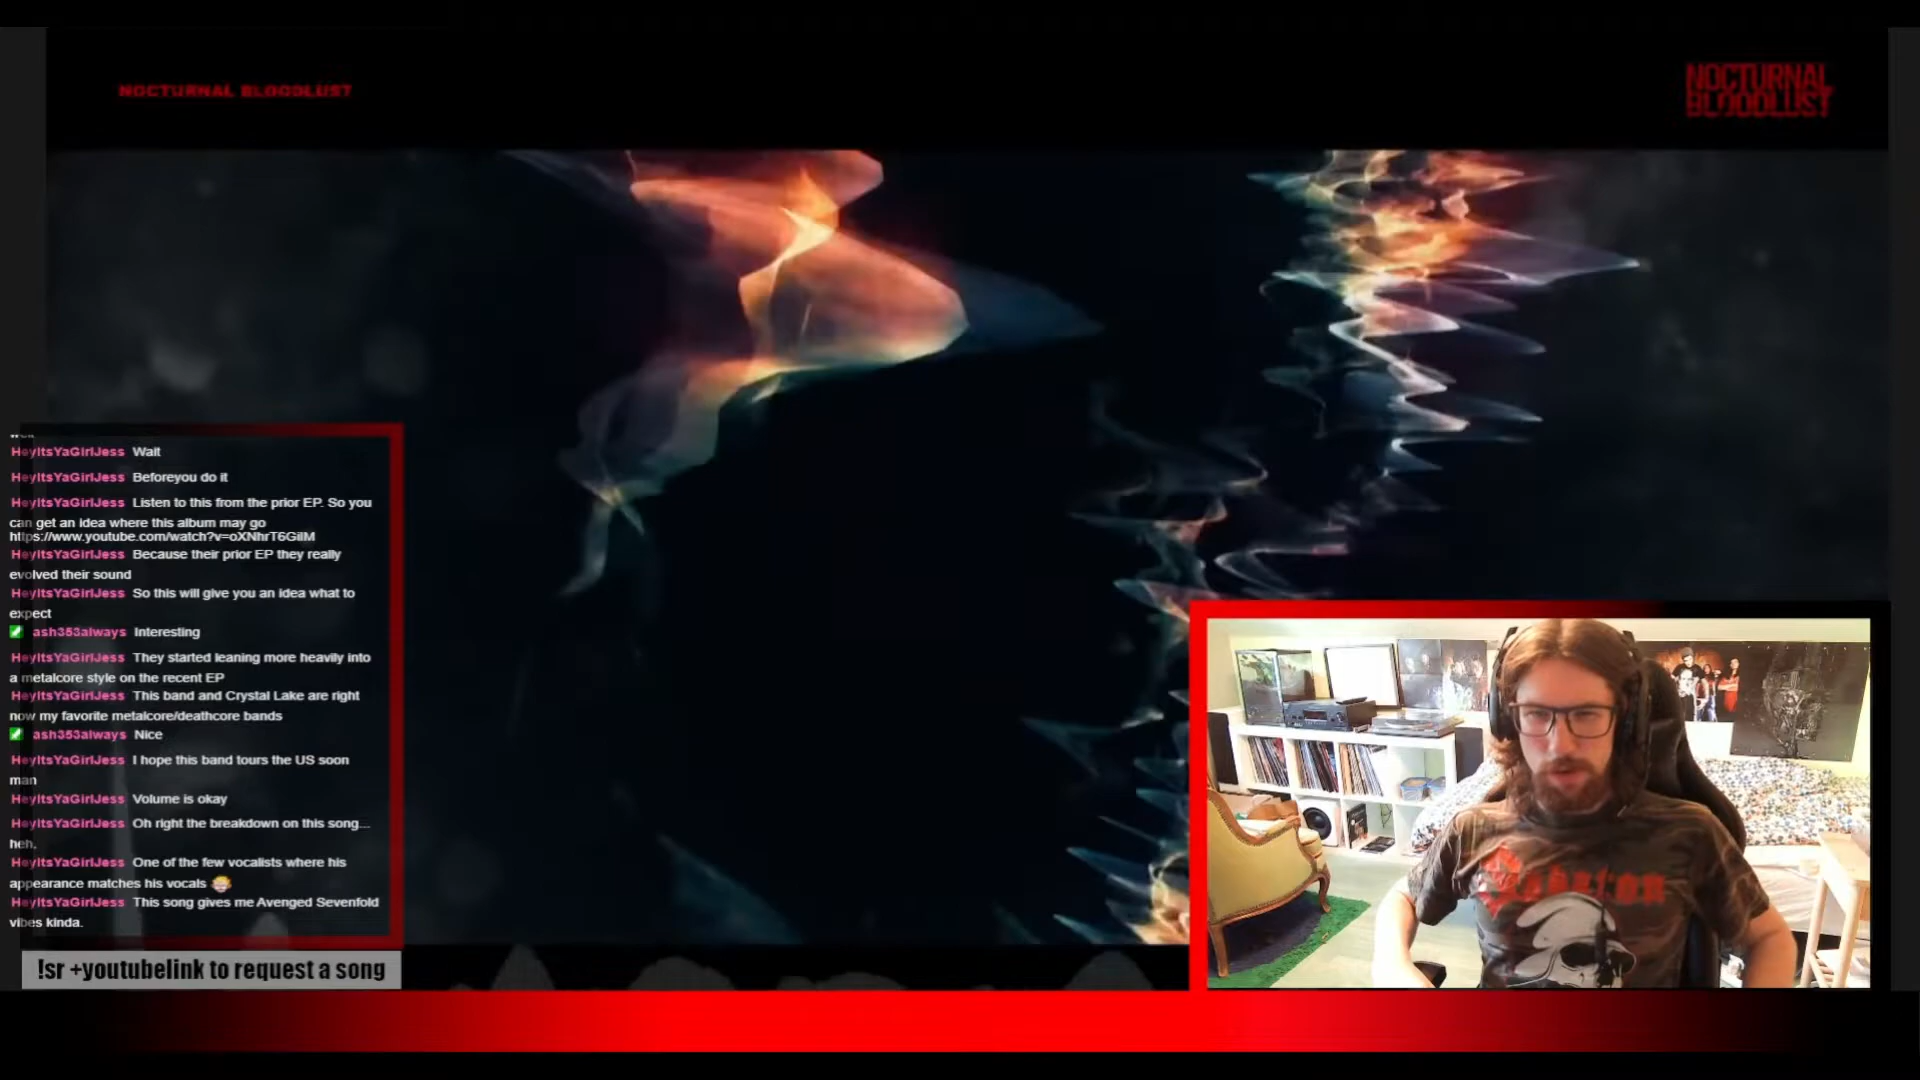 NOCTURNAL BLOODLUST
NOCTURNAL
BLOODLUST
HeyItsYaGirlJess Wait
HeyItsYaGirlJess Beforeyou do it
HeyItsYaGirlJess Listen to this from the prior EP. So you
can get an idea where this album may go
https://www.youtube.com/watch?v=oXNhrT6GilM
HeyItsYaGirlJess Because their prior EP they really
evolved their sound
HeyItsYaGirlJess So this will give you an idea what to
expect
ash353always Interesting
HeyItsYaGirlJess They started leaning more heavily into
a metalcore style on the recent EP
HeyItsYaGirlJess This band and Crystal Lake are right
now my favorite metalcore/deathcore bands
ash353always Nice
HeyItsYaGirlJess I hope this band tours the US soon
man
HeyItsYaGirlJess Volume is okay
HeyItsYaGirlJess Oh right the breakdown on this song...
heh,
HeyItsYaGirlJess One of the few vocalists where his
appearance matches his vocals
HeyItsYaGirlJess This song gives me Avenged Sevenfold
vibes kinda.
!sr +youtubelink to request a song
Sabaton